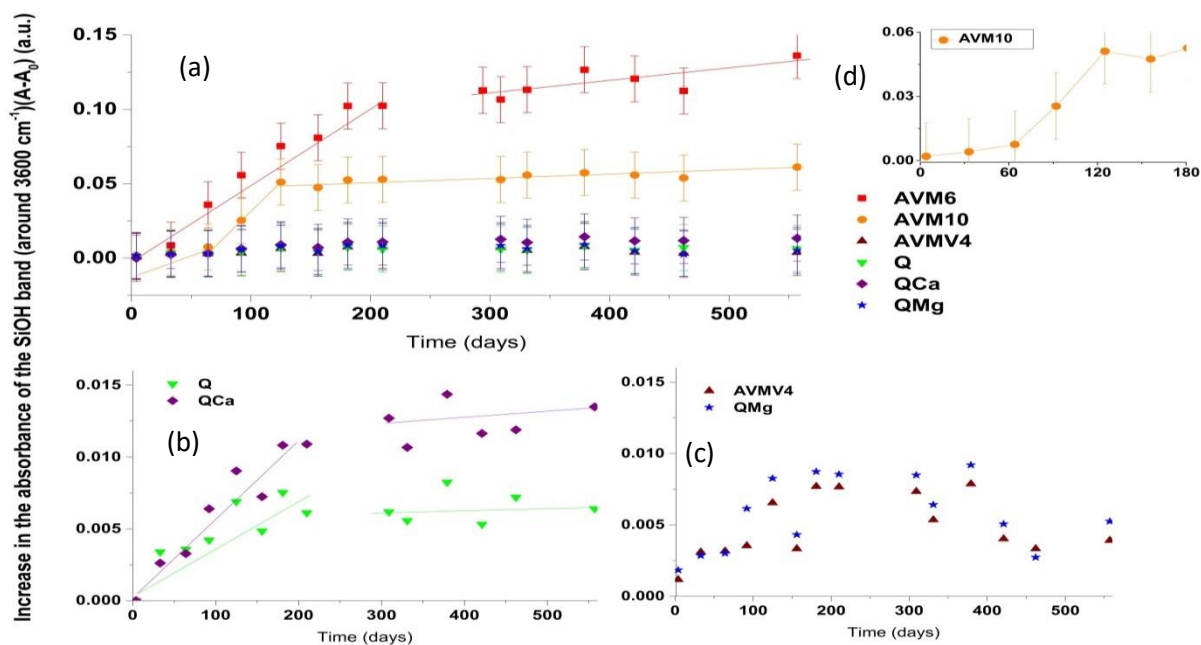 Increase in the absorbance of the SiOH band (around 3600 cm⁻¹)(A-A₀) (a.u.)
(a)
0.15
0.10
0.05
0.00
0 100 200 300 400 500
Time (days)
(d)
AVM10
0.06
0.03
0.00
0 60 120 180
AVM6
AVM10
AVMV4
Q
QCa
QMg
(b)
Q
QCa
0.015
0.010
0.005
0.000
0 100 200 300 400 500
Time (days)
(c)
AVMV4
QMg
0.015
0.010
0.005
0.000
0 100 200 300 400 500
Time (days)